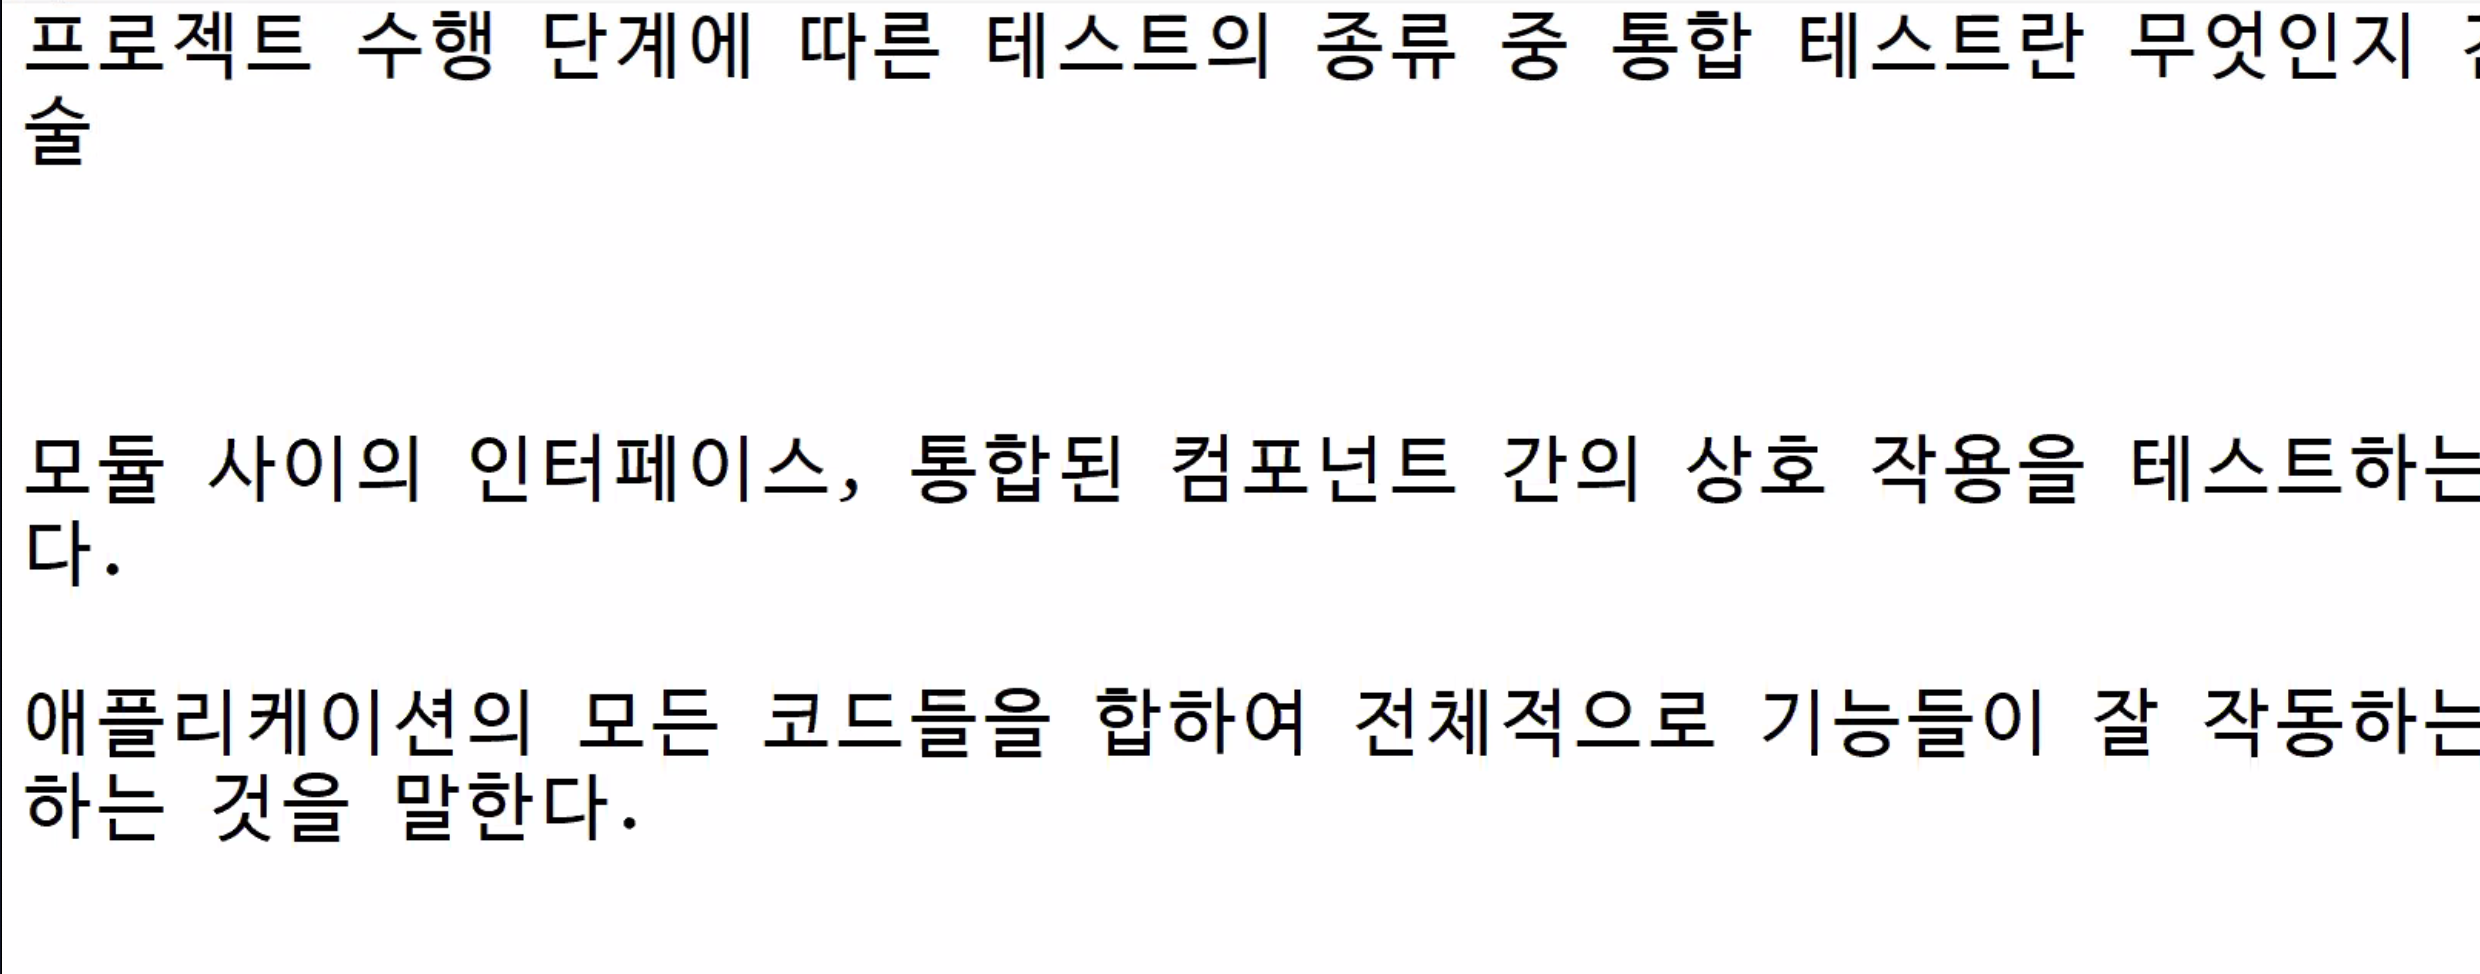 프로젝트 수행 단계에 따른 테스트의 종류 중 통합 테스트란 무엇인지
술
모듈 사이의 인터페이스, 통합된 컴포넌트 간의 상호 작용을 테스트하는
다.
애플리케이션의 모든 코드들을 합하여 전체적으로 기능들이 잘 작동하는
하는 것을 말한다.